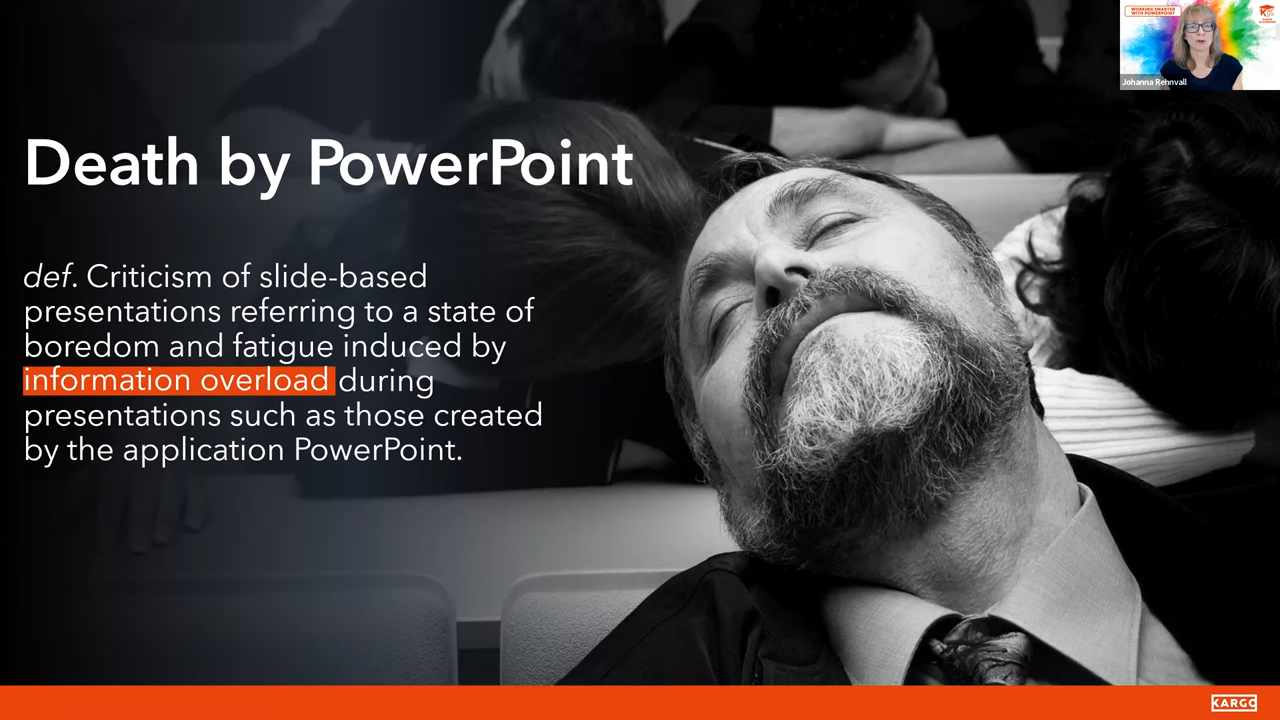 WORKING SMARTER
WITH POWERPOINT
Johanna Rehnvall
Death by PowerPoint
def. Criticism of slide-based
presentations referring to a state of
boredom and fatigue induced by
information overload during
presentations such as those created
by the application PowerPoint.
KARGO